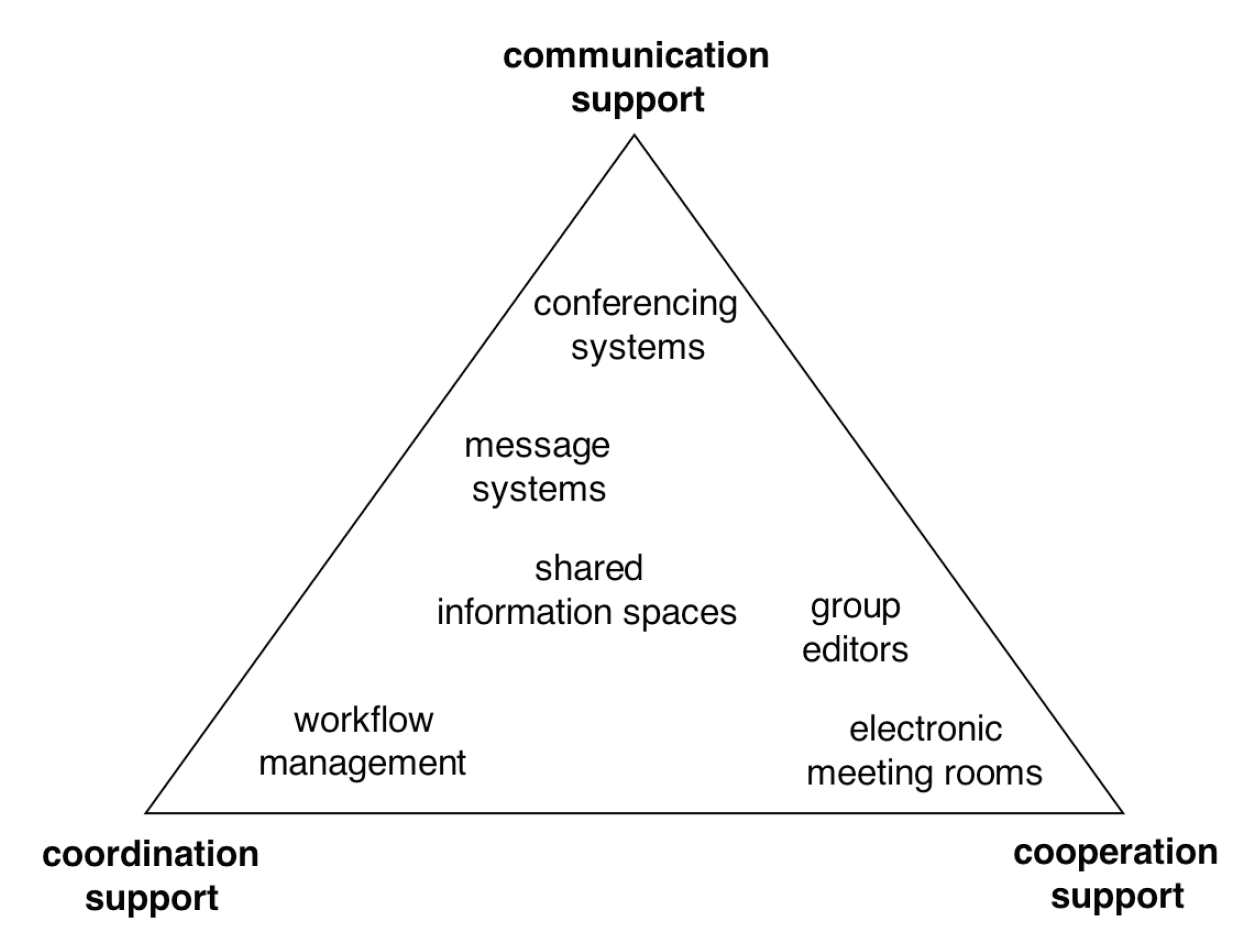 communication
support
conferencing
systems
message
systems
shared
information spaces
group
editors
workflow
management
electronic
meeting rooms
coordination
support
cooperation
support